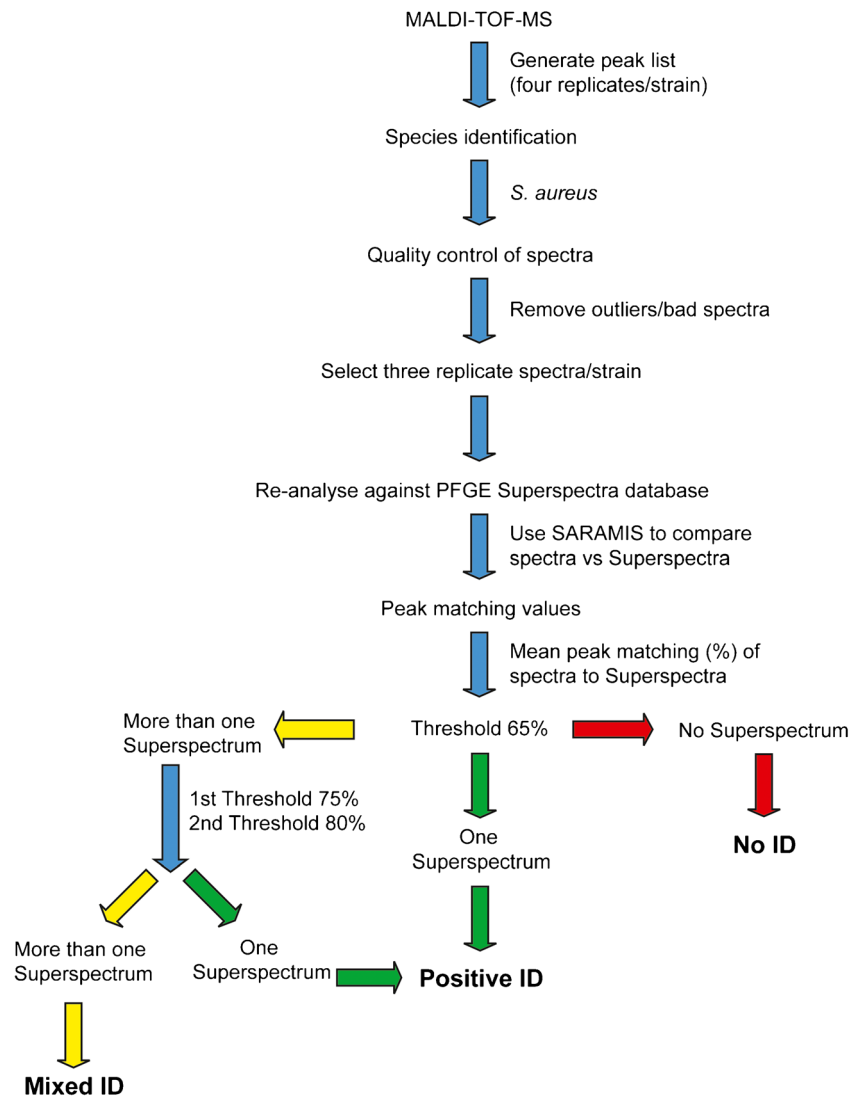 MALDI-TOF-MS
Generate peak list
(four replicates/strain)
Species identification
S. aureus
Quality control of spectra
Remove outliers/bad spectra
Select three replicate spectra/strain
Re-analyse against PFGE Superspectra database
Use SARAMIS to compare
spectra vs Superspectra
Peak matching values
Mean peak matching (%) of
spectra to Superspectra
More than one
Superspectrum
Threshold 65%
No Superspectrum
1st Threshold 75%
2nd Threshold 80%
One
Superspectrum
No ID
More than one
Superspectrum
One
Superspectrum
Positive ID
Mixed ID